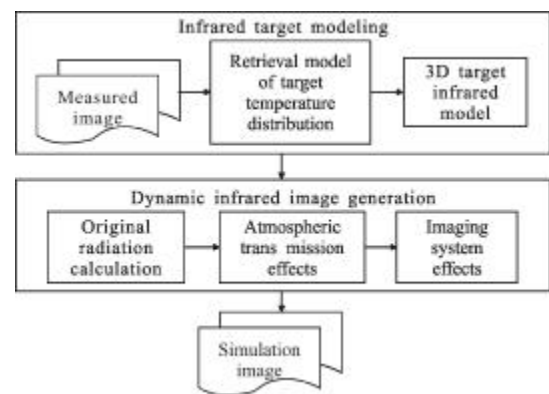 Infrared target modeling
Measured
image
Retrieval model
of target
temperature
distribution
3D target
infrared
model
Dynamic infrared image generation
Original
radiation
calculation
Atmospheric
trans mission
effects
Imaging
system
effects
Simulation
image